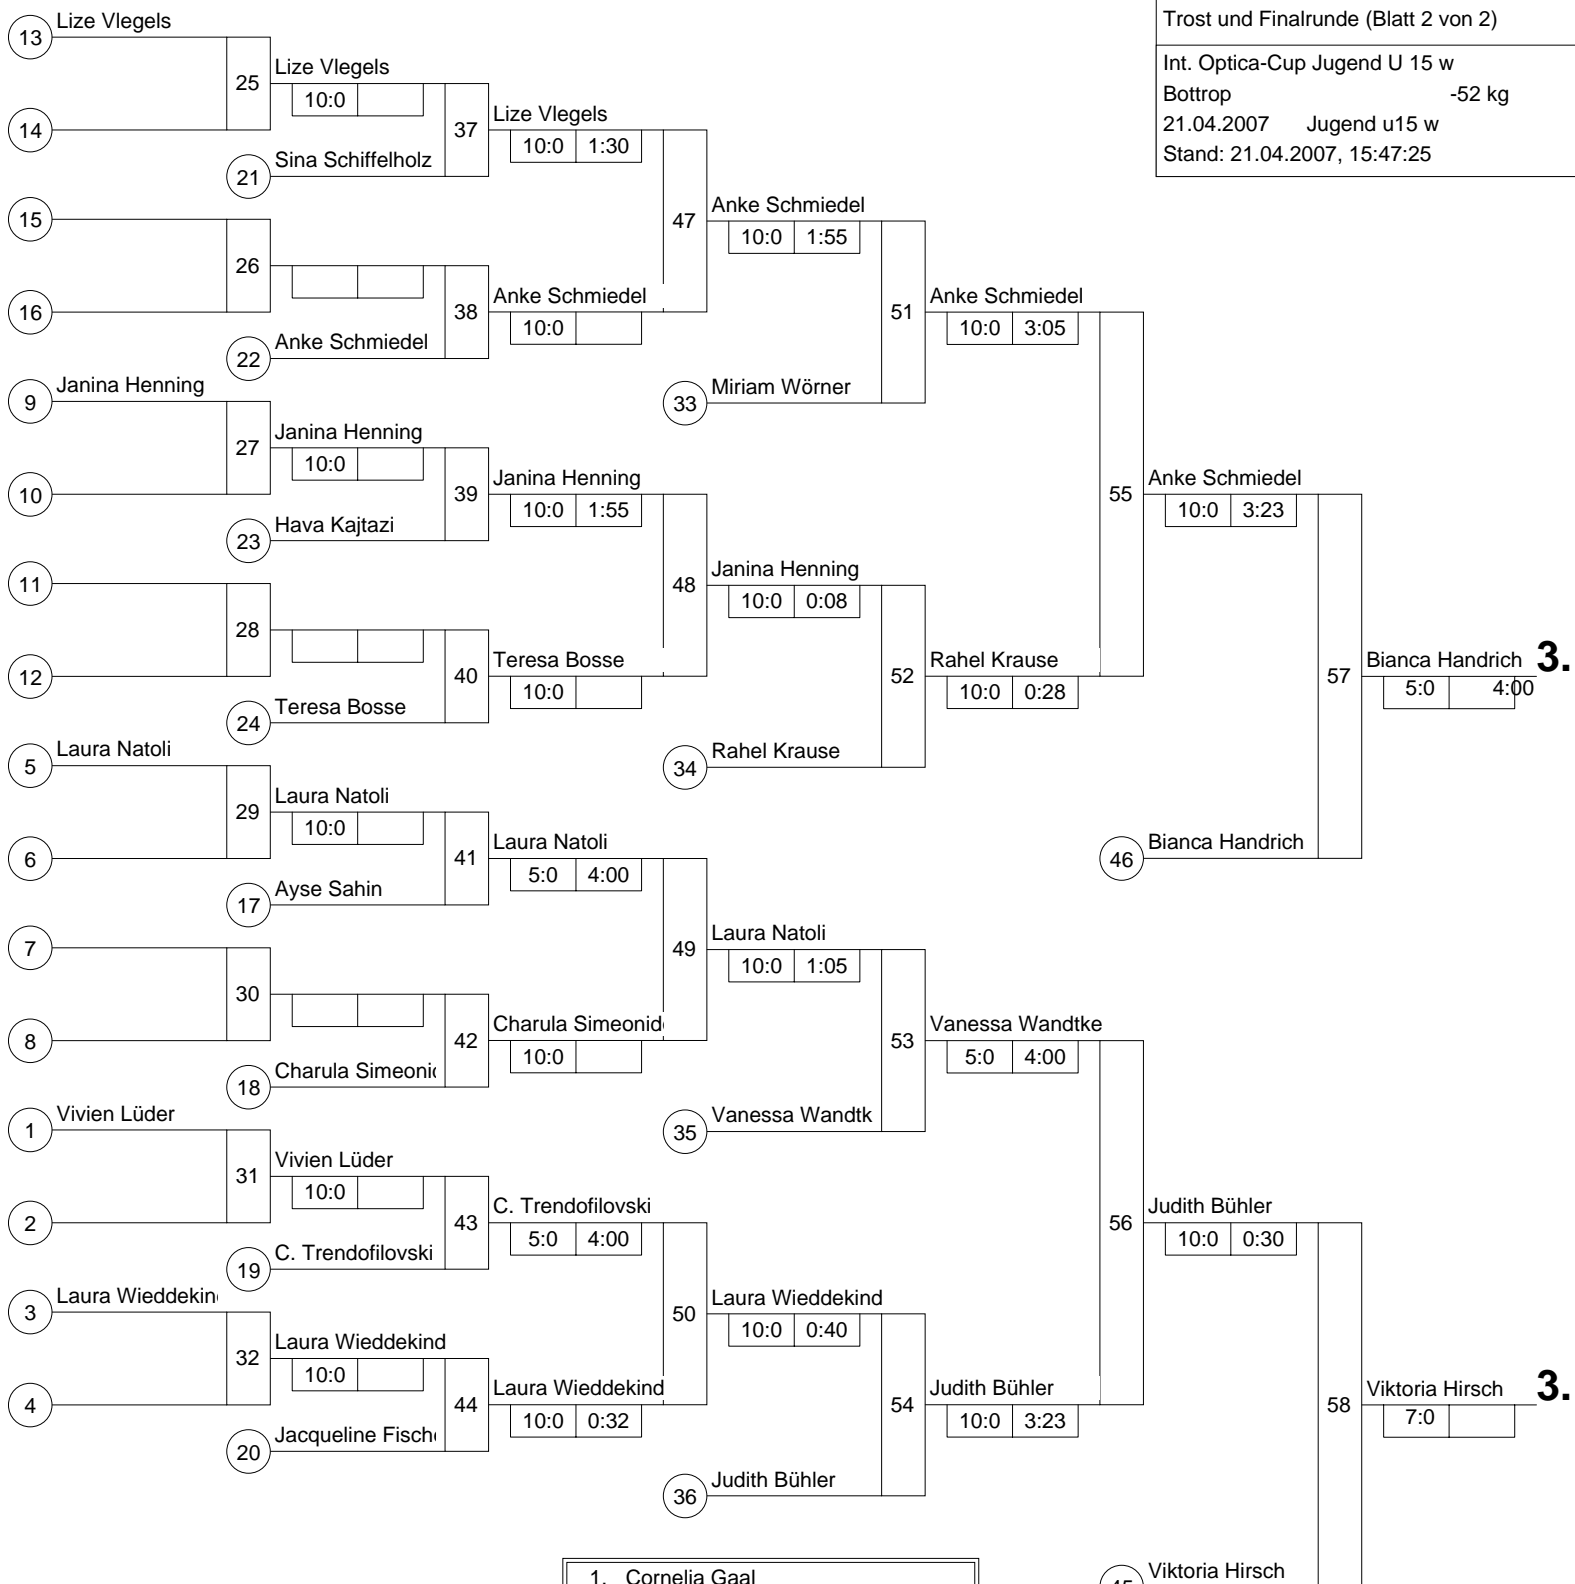 Trost und Finalrunde (Blatt 2 von 2)
Int. Optica-Cup Jugend U 15 w
Bottrop -52 kg
21.04.2007 Jugend u15 w
Stand: 21.04.2007, 15:47:25
13 Lize Vlegels
14
25 Lize Vlegels
10:0
21 Sina Schiffelholz
37 Lize Vlegels
10:0 1:30
15
16
26
22 Anke Schmiedel
38 Anke Schmiedel
10:0
47 Anke Schmiedel
10:0 1:55
33 Miriam Wörner
51 Anke Schmiedel
10:0 3:05
9 Janina Henning
10
27 Janina Henning
10:0
23 Hava Kajtazi
39 Janina Henning
10:0 1:55
11
12
28
24 Teresa Bosse
40 Teresa Bosse
10:0
48 Janina Henning
10:0 0:08
34 Rahel Krause
52 Rahel Krause
10:0 0:28
55 Anke Schmiedel
10:0 3:23
46 Bianca Handrich
57 Bianca Handrich 3.
5:0 4:00
5 Laura Natoli
6
29 Laura Natoli
10:0
17 Ayse Sahin
41 Laura Natoli
5:0 4:00
7
8
30
18 Charula Simeoni
42 Charula Simeonid
10:0
49 Laura Natoli
10:0 1:05
35 Vanessa Wandtk
53 Vanessa Wandtke
5:0 4:00
1 Vivien Lüder
2
31 Vivien Lüder
10:0
19 C. Trendofilovski
43 C. Trendofilovski
5:0 4:00
3 Laura Wieddekin
4
32 Laura Wieddekind
10:0
20 Jacqueline Fisch
44 Laura Wieddekind
10:0 0:32
50 Laura Wieddekind
10:0 0:40
36 Judith Bühler
54 Judith Bühler
10:0 3:23
56 Judith Bühler
10:0 0:30
45 Viktoria Hirsch
58 Viktoria Hirsch 3.
7:0
1. Cornelia Gaal